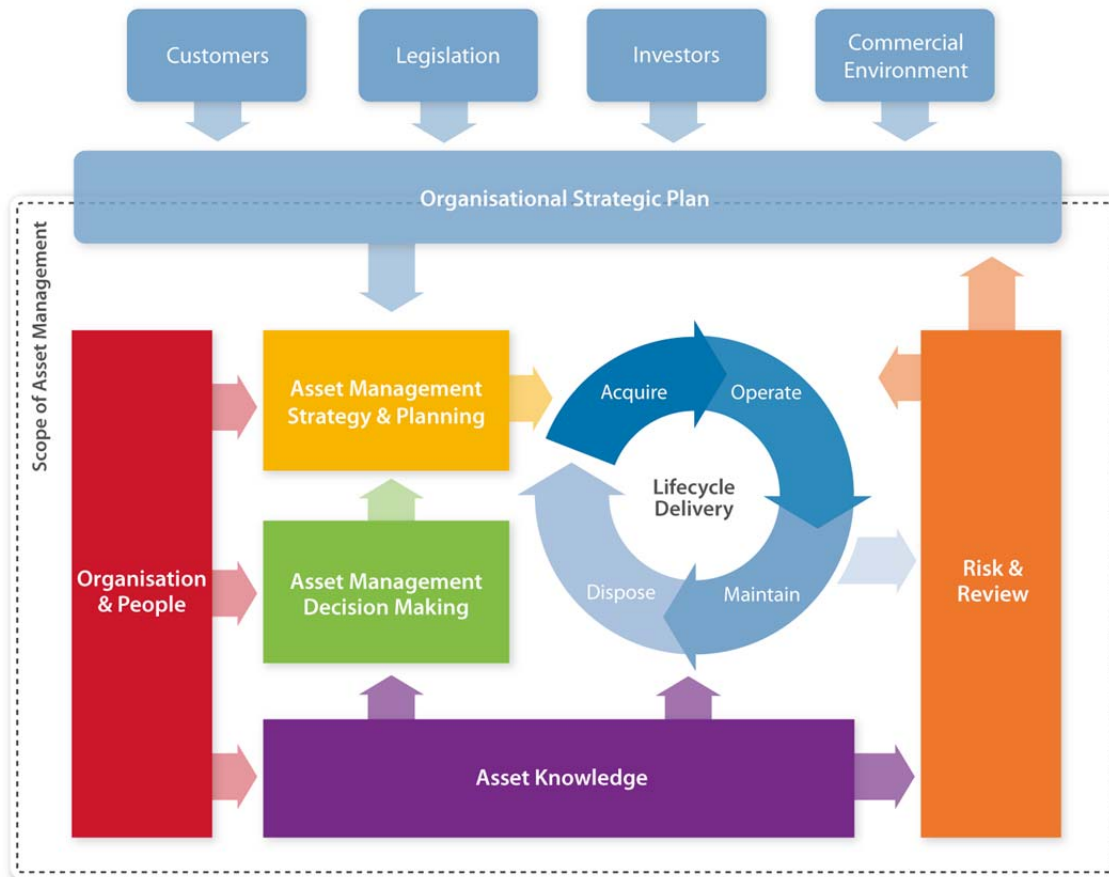 Customers
Legislation
Investors
Commercial
Environment
Organisational Strategic Plan
Scope of Asset Management
Asset Management
Strategy & Planning
Acquire
Operate
Lifecycle
Delivery
Organisation
& People
Asset Management
Decision Making
Dispose
Maintain
Risk &
Review
Asset Knowledge